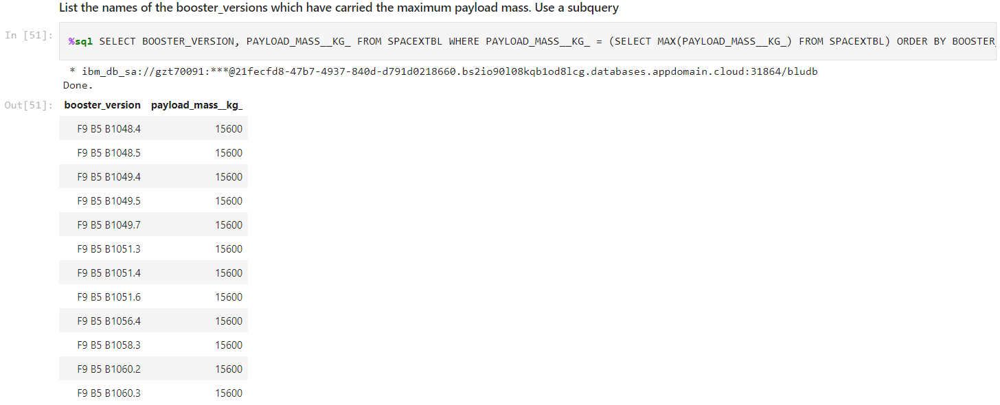 List the names of the booster_versions which have carried the maximum payload mass. Use a subquery
In [51]: %sql SELECT BOOSTER_VERSION, PAYLOAD_MASS__KG_ FROM SPACEXTBL WHERE PAYLOAD_MASS__KG_ = (SELECT MAX(PAYLOAD_MASS__KG_) FROM SPACEXTBL) ORDER BY BOOSTER_
* ibm_db_sa://gzt70091:***@21fecfd8-47b7-4937-840d-d791d0218660.bs2io90l08kqb1od8lcg.databases.appdomain.cloud:31864/bludb
Done.
Out[51]: booster_version payload_mass__kg_
F9 B5 B1048.4 15600
F9 B5 B1048.5 15600
F9 B5 B1049.4 15600
F9 B5 B1049.5 15600
F9 B5 B1049.7 15600
F9 B5 B1051.3 15600
F9 B5 B1051.4 15600
F9 B5 B1051.6 15600
F9 B5 B1056.4 15600
F9 B5 B1058.3 15600
F9 B5 B1060.2 15600
F9 B5 B1060.3 15600